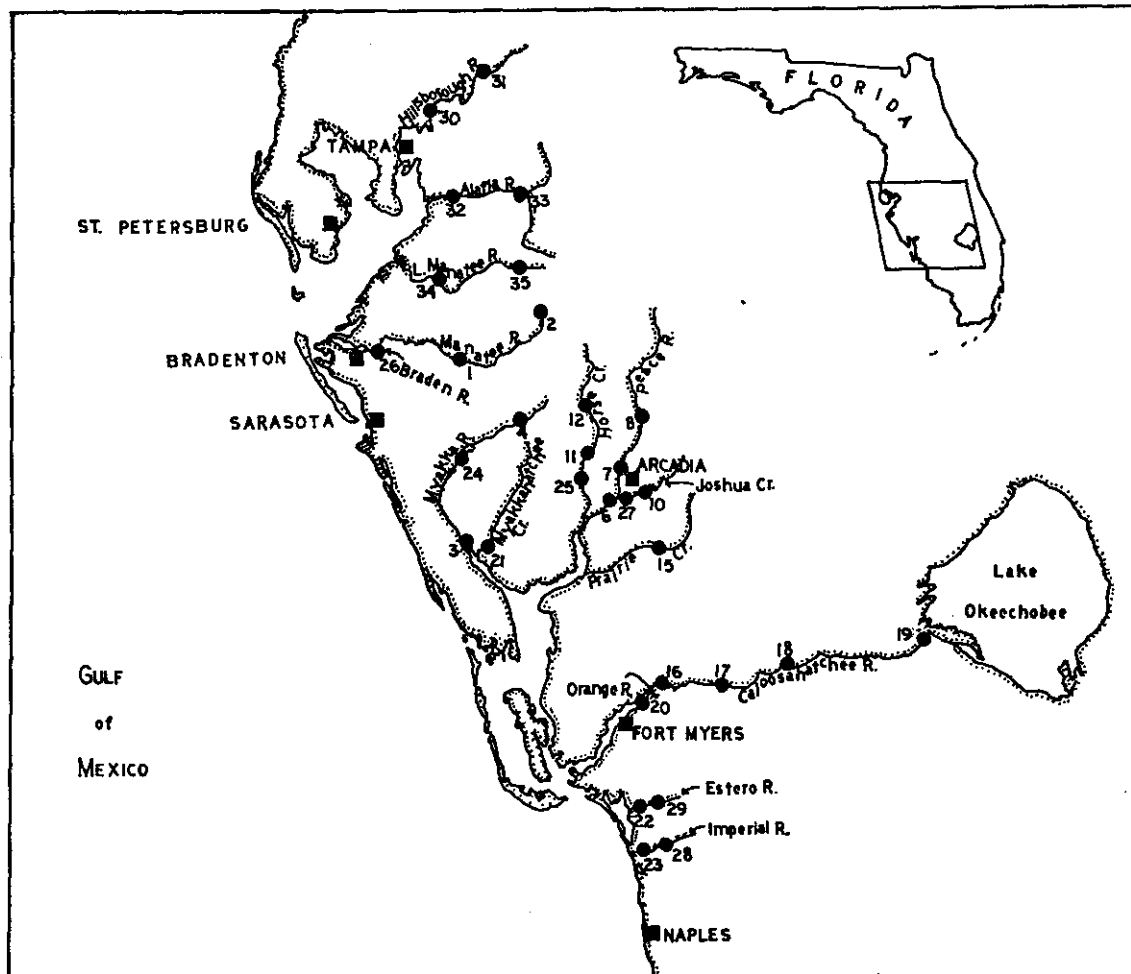 FLORIDA
Hillsborough R.
31
30
TAMPA
Alafia R.
32
33
ST. PETERSBURG
L. Manatee R.
34
35
2
Manatee R.
1
BRADENTON
26 Braden R.
SARASOTA
Myakka R.
24
4
Myakkahatchee
Cr.
3
21
Horse Cr.
12
11
25
Peace R.
8
7
ARCADIA
Joshua Cr.
6
27
10
Prairie
Cr.
15
Lake
Okeechobee
19
18
Caloosahatchee R.
17
16
Orange R.
20
FORT MYERS
GULF
of
MEXICO
Estero R.
22
29
Imperial R.
23
28
NAPLES